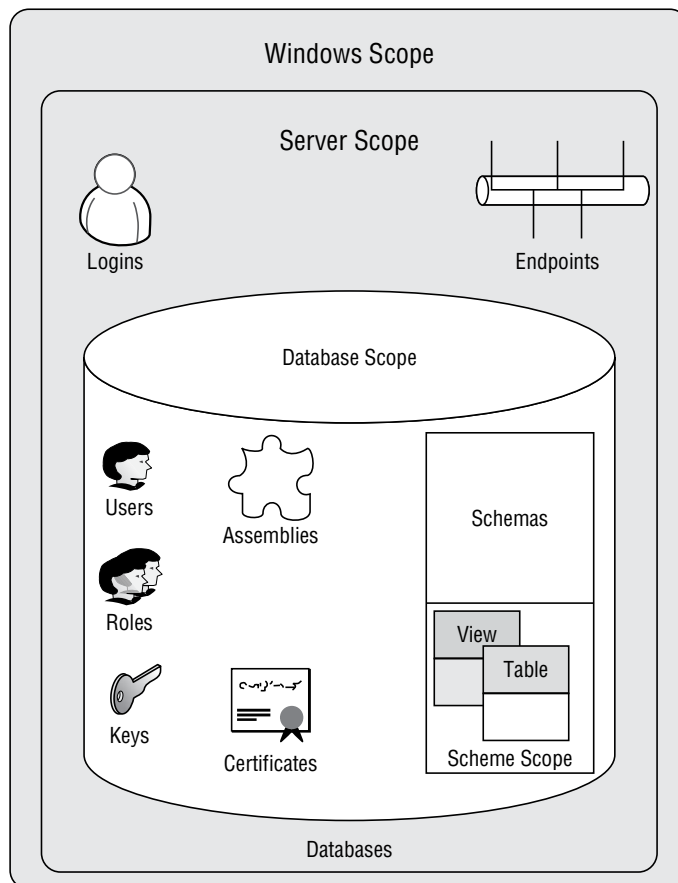 Windows Scope
Server Scope
Logins
Endpoints
Database Scope
Users
Assemblies
Schemas
Roles
View
Table
Keys
Certificates
Scheme Scope
Databases